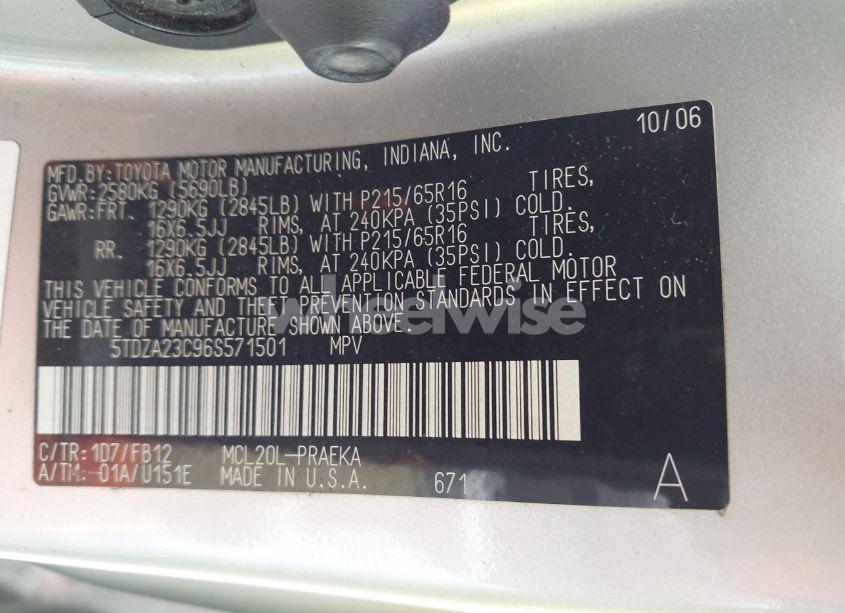 10/06
MFD. BY: TOYOTA MOTOR MANUFACTURING, INDIANA, INC.
GVWR: 2580KG (5690LB)
GAWR: FRT. 1290KG (2845LB) WITH P215/65R16 TIRES,
16X6.5JJ RIMS, AT 240KPA (35PSI) COLD.
RR. 1290KG (2845LB) WITH P215/65R16 TIRES,
16X6.5JJ RIMS, AT 240KPA (35PSI) COLD.
THIS VEHICLE CONFORMS TO ALL APPLICABLE FEDERAL MOTOR
VEHICLE SAFETY AND THEFT PREVENTION STANDARDS IN EFFECT ON
THE DATE OF MANUFACTURE SHOWN ABOVE.
wheelwise
5TDZA23C96S571501 MPV
C/TR: 1D7/FB12 MCL20L-PRAEKA
A/TM: -01A/U151E MADE IN U.S.A. 671 A